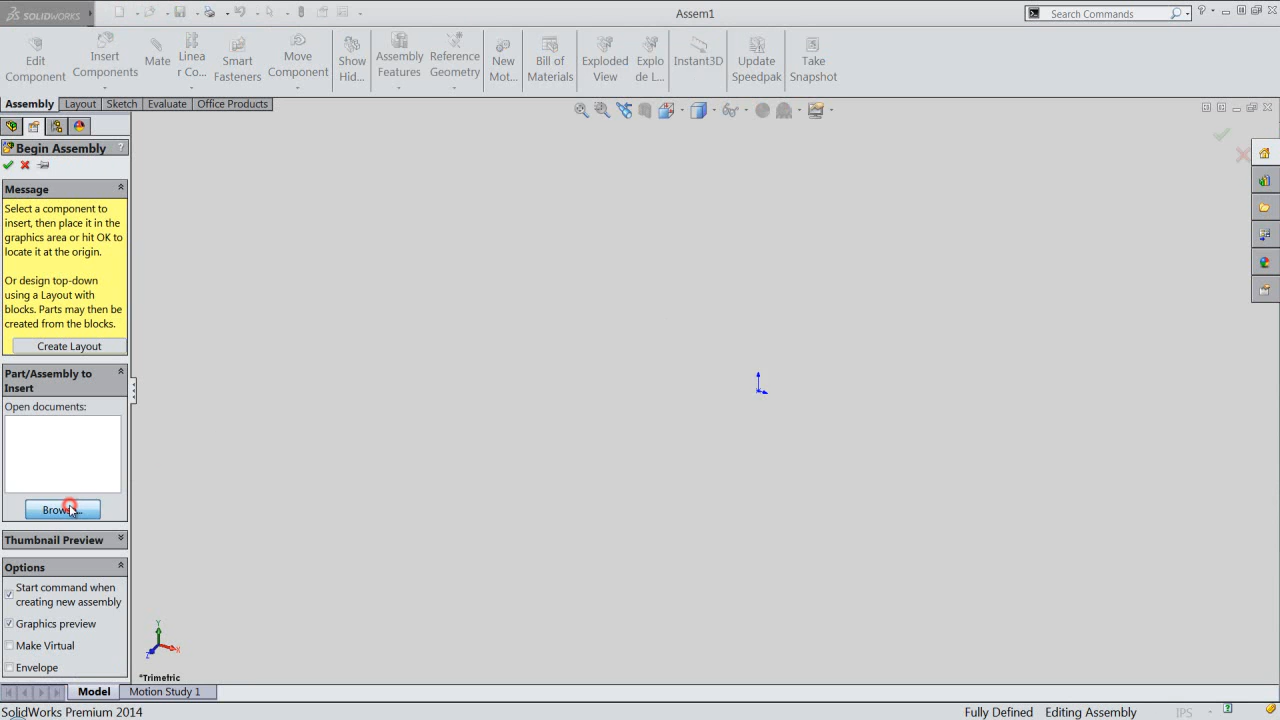 SOLIDWORKS
Assem1
Search Commands
Edit
Component
Insert
Components
Mate
Linea
r Co...
Smart
Fasteners
Move
Component
Show
Hid...
Assembly
Features
Reference
Geometry
New
Mot...
Bill of
Materials
Exploded
View
Explo
de L...
Instant3D
Update
Speedpak
Take
Snapshot
Assembly
Layout
Sketch
Evaluate
Office Products
Begin Assembly
?
Message
Select a component to
insert, then place it in the
graphics area or hit OK to
locate it at the origin.
Or design top-down
using a Layout with
blocks. Parts may then be
created from the blocks.
Create Layout
Part/Assembly to
Insert
Open documents:
Browse...
Thumbnail Preview
Options
Start command when
creating new assembly
Graphics preview
Make Virtual
Envelope
Y
X
Z
*Trimetric
Model
Motion Study 1
SolidWorks Premium 2014
Fully Defined
Editing Assembly
IPS
?